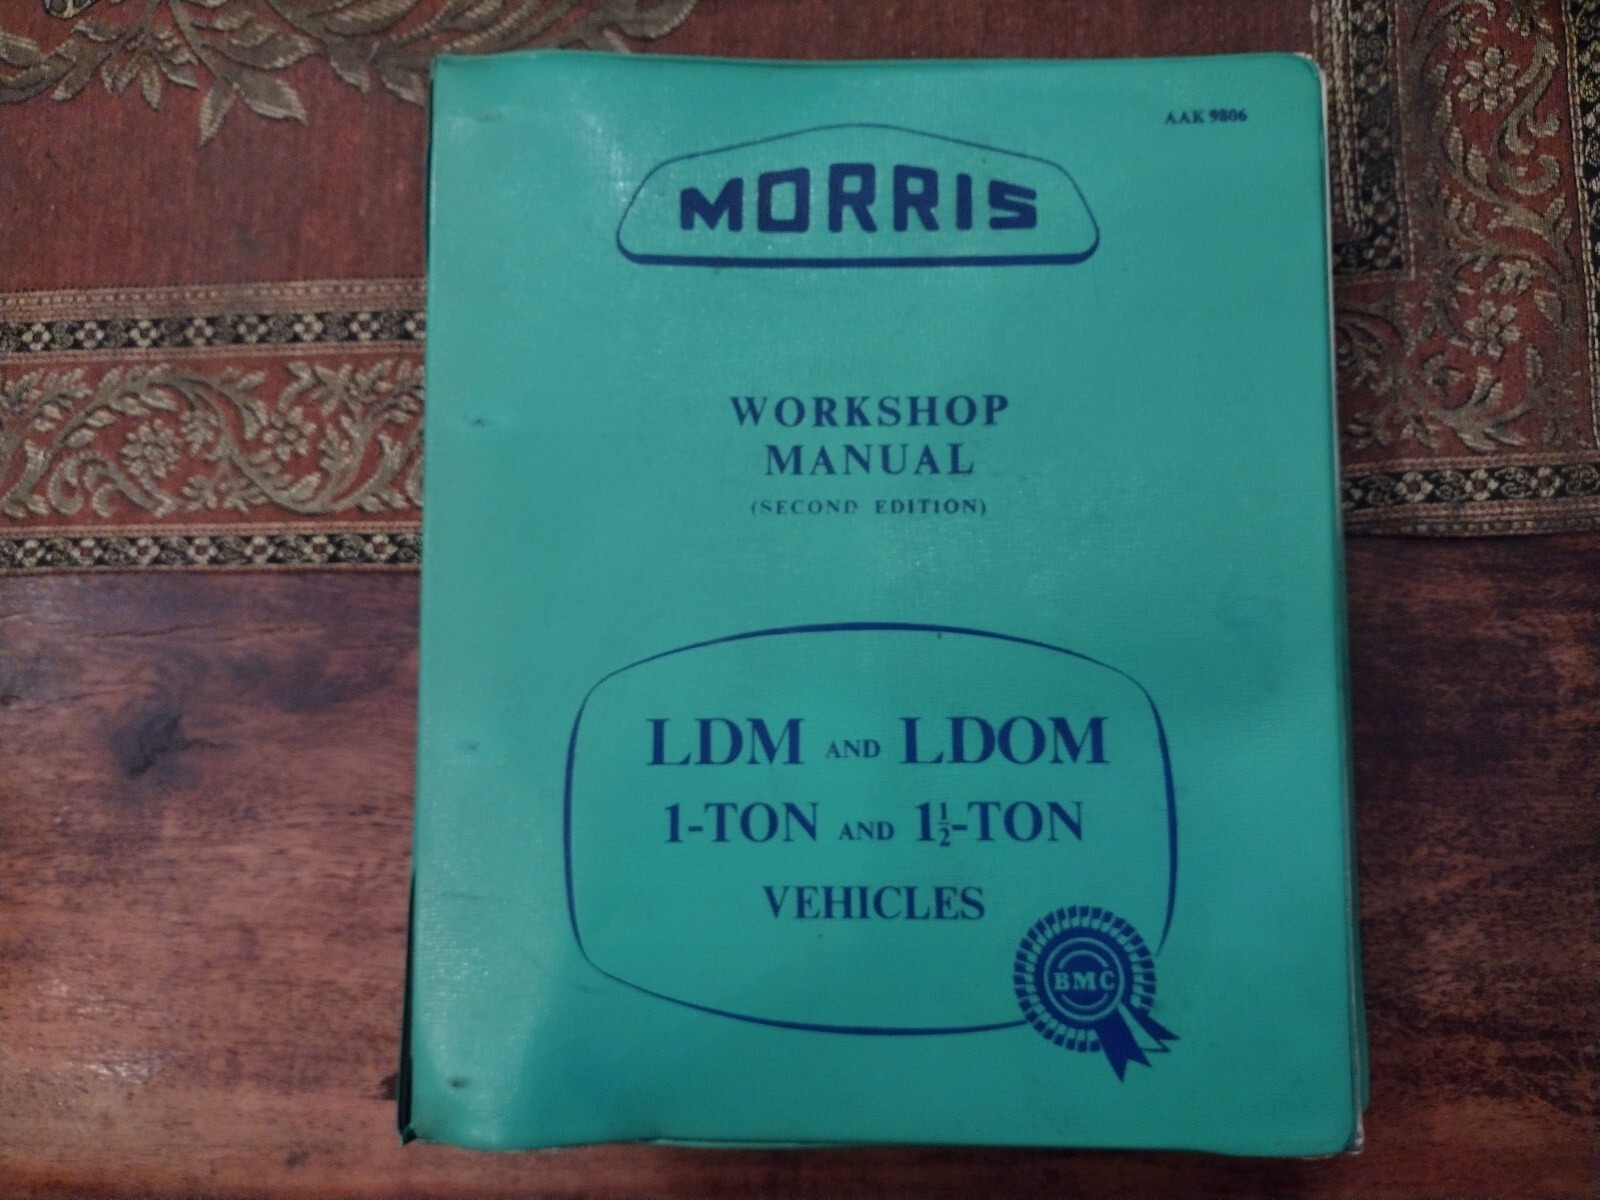 AAK 9806
MORRIS
WORKSHOP
MANUAL
(SECOND EDITION)
LDM AND LDOM
1-TON AND 1½-TON
VEHICLES
BMC